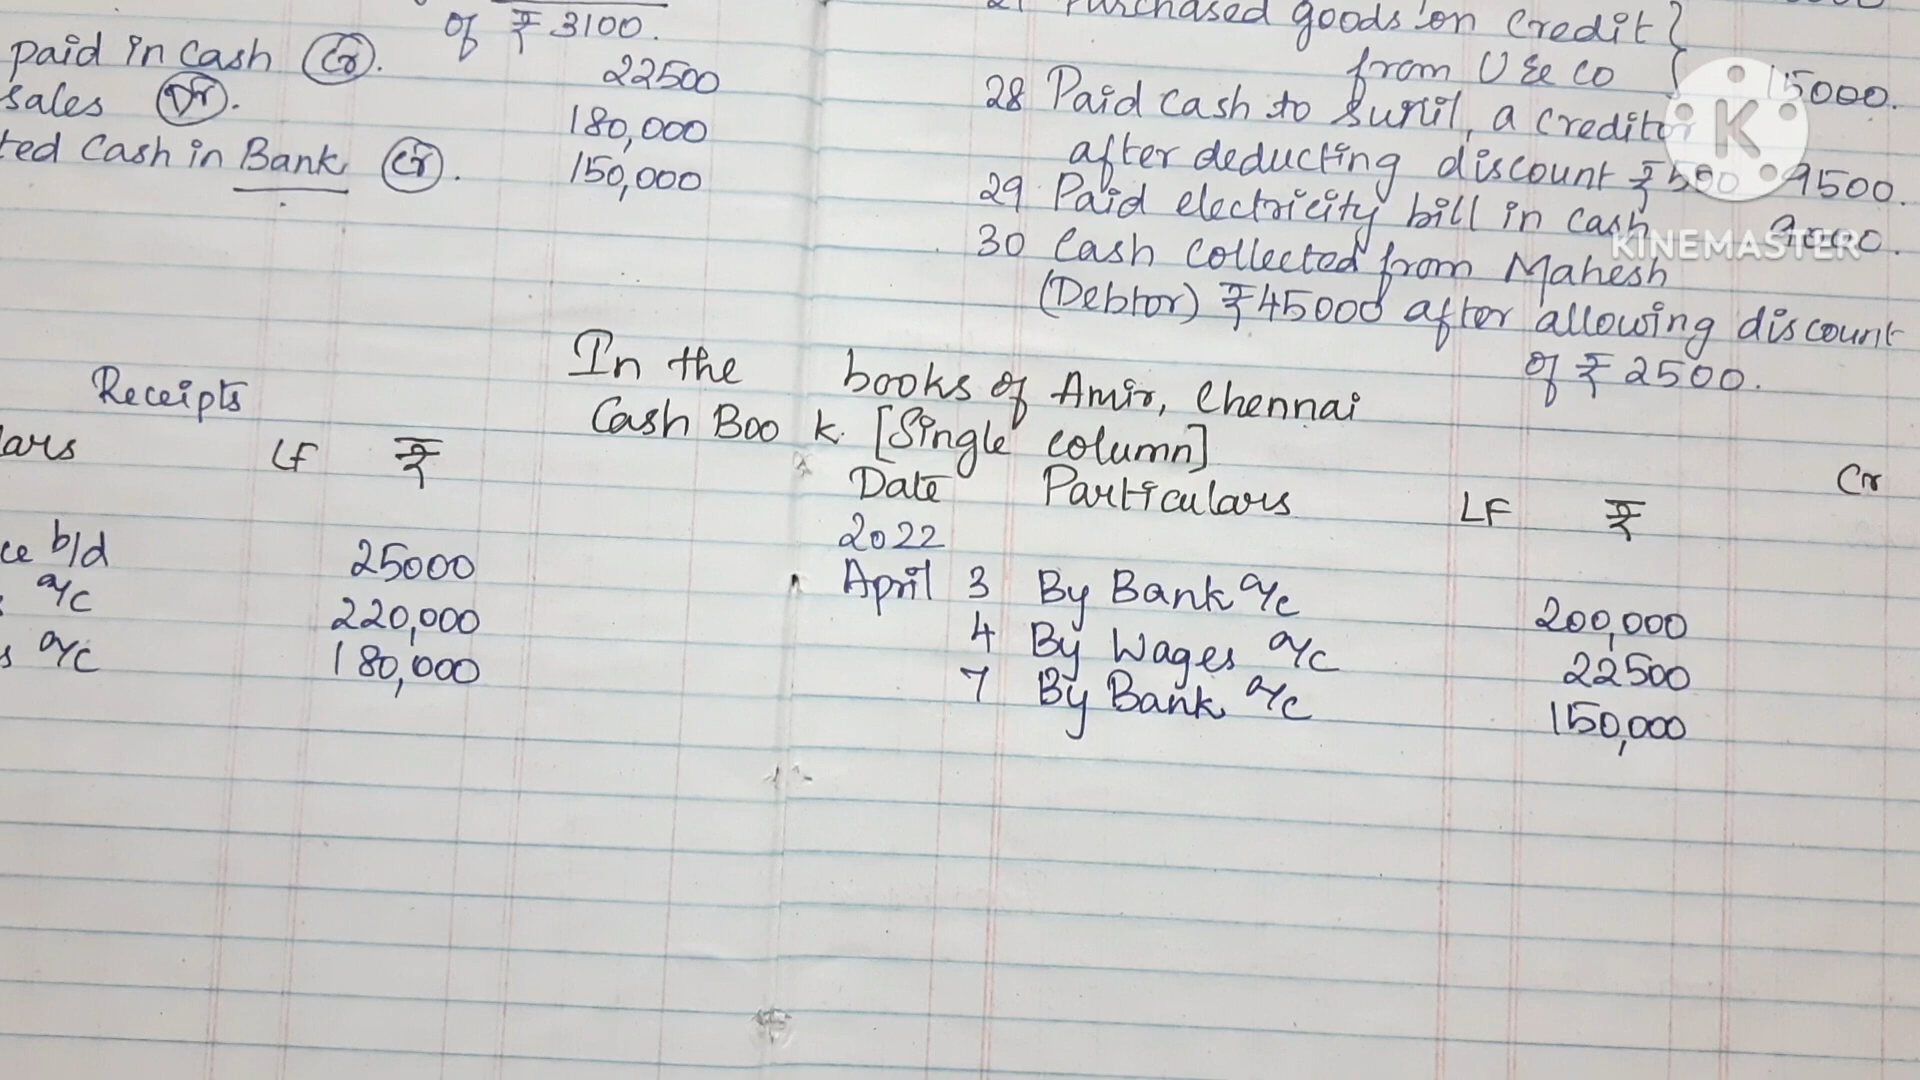 of ₹ 3100.
paid in cash (Cr).
22500
sales (Dr).
180,000
ted Cash in Bank (Cr).
150,000
Purchased goods on credit }
from U & co
15000.
28 Paid cash to Sunil, a creditor
after deducting discount ₹500
9500.
29 Paid electricity bill in cash
30 Cash collected from Mahesh
(Debtor) ₹45000 after allowing discount
of ₹ 2500.
K
KINEMASTER
In the books of Amir, Chennai
Cash Book. [Single column]
Receipts
Cr
ars LF ₹
Date Particulars LF ₹
2022
ce b/d 25000
a/c 220,000
s a/c 180,000
April 3 By Bank a/c 200,000
4 By Wages a/c 22500
7 By Bank a/c 150,000